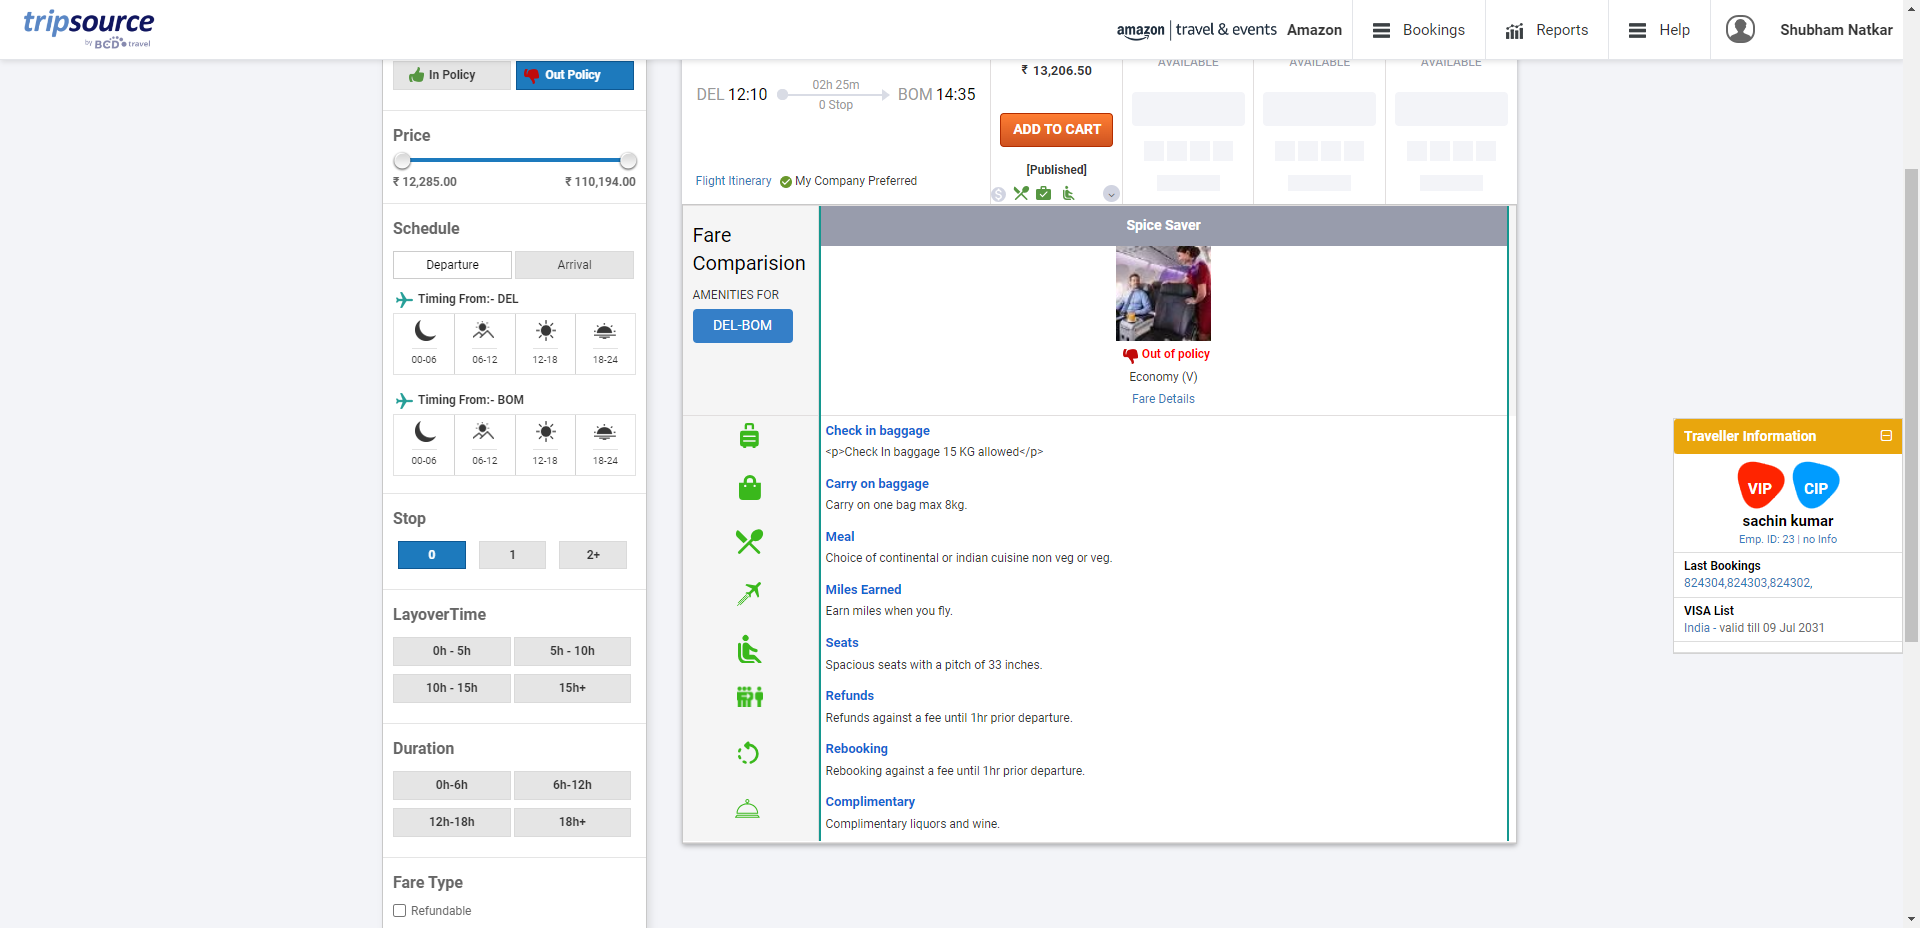 tripsource
by BCD travel
amazon | travel & events Amazon
Bookings
Reports
Help
Shubham Natkar
In Policy
Out Policy
Price
₹ 12,285.00
₹ 110,194.00
Schedule
Departure
Arrival
Timing From:- DEL
00-06
06-12
12-18
18-24
Timing From:- BOM
00-06
06-12
12-18
18-24
Stop
0
1
2+
LayoverTime
0h - 5h
5h - 10h
10h - 15h
15h+
Duration
0h-6h
6h-12h
12h-18h
18h+
Fare Type
Refundable
DEL 12:10
02h 25m
0 Stop
BOM 14:35
Flight Itinerary
My Company Preferred
₹ 13,206.50
ADD TO CART
[Published]
AVAILABLE
AVAILABLE
AVAILABLE
Fare
Comparision
AMENITIES FOR
DEL-BOM
Spice Saver
Out of policy
Economy (V)
Fare Details
Check in baggage
<p>Check In baggage 15 KG allowed</p>
Carry on baggage
Carry on one bag max 8kg.
Meal
Choice of continental or indian cuisine non veg or veg.
Miles Earned
Earn miles when you fly.
Seats
Spacious seats with a pitch of 33 inches.
Refunds
Refunds against a fee until 1hr prior departure.
Rebooking
Rebooking against a fee until 1hr prior departure.
Complimentary
Complimentary liquors and wine.
Traveller Information
VIP
CIP
sachin kumar
Emp. ID: 23 | no Info
Last Bookings
824304,824303,824302,
VISA List
India - valid till 09 Jul 2031